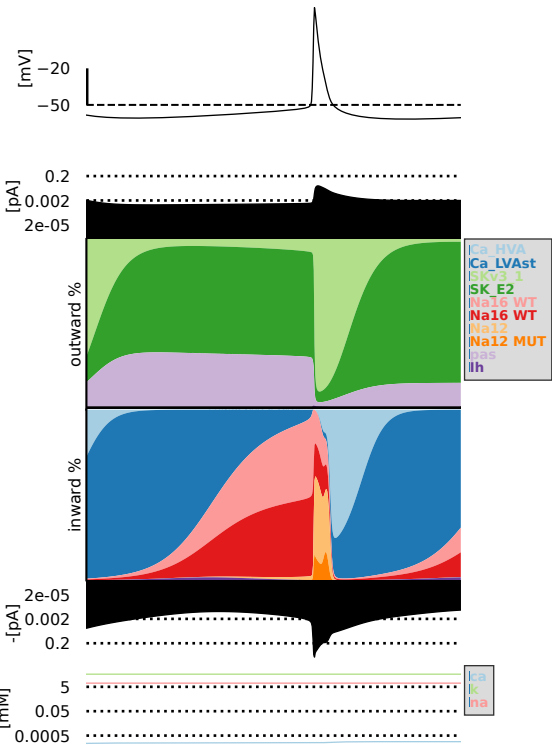 [mV]
−20
−50
[pA]
0.2
0.002
2e-05
outward %
Ca_HVA
Ca_LVAst
SKv3_1
SK_E2
Na16 WT
Na16 WT
Na12
Na12 MUT
pas
Ih
inward %
-[pA]
2e-05
0.002
0.2
[mM]
5
0.05
0.0005
ca
k
na